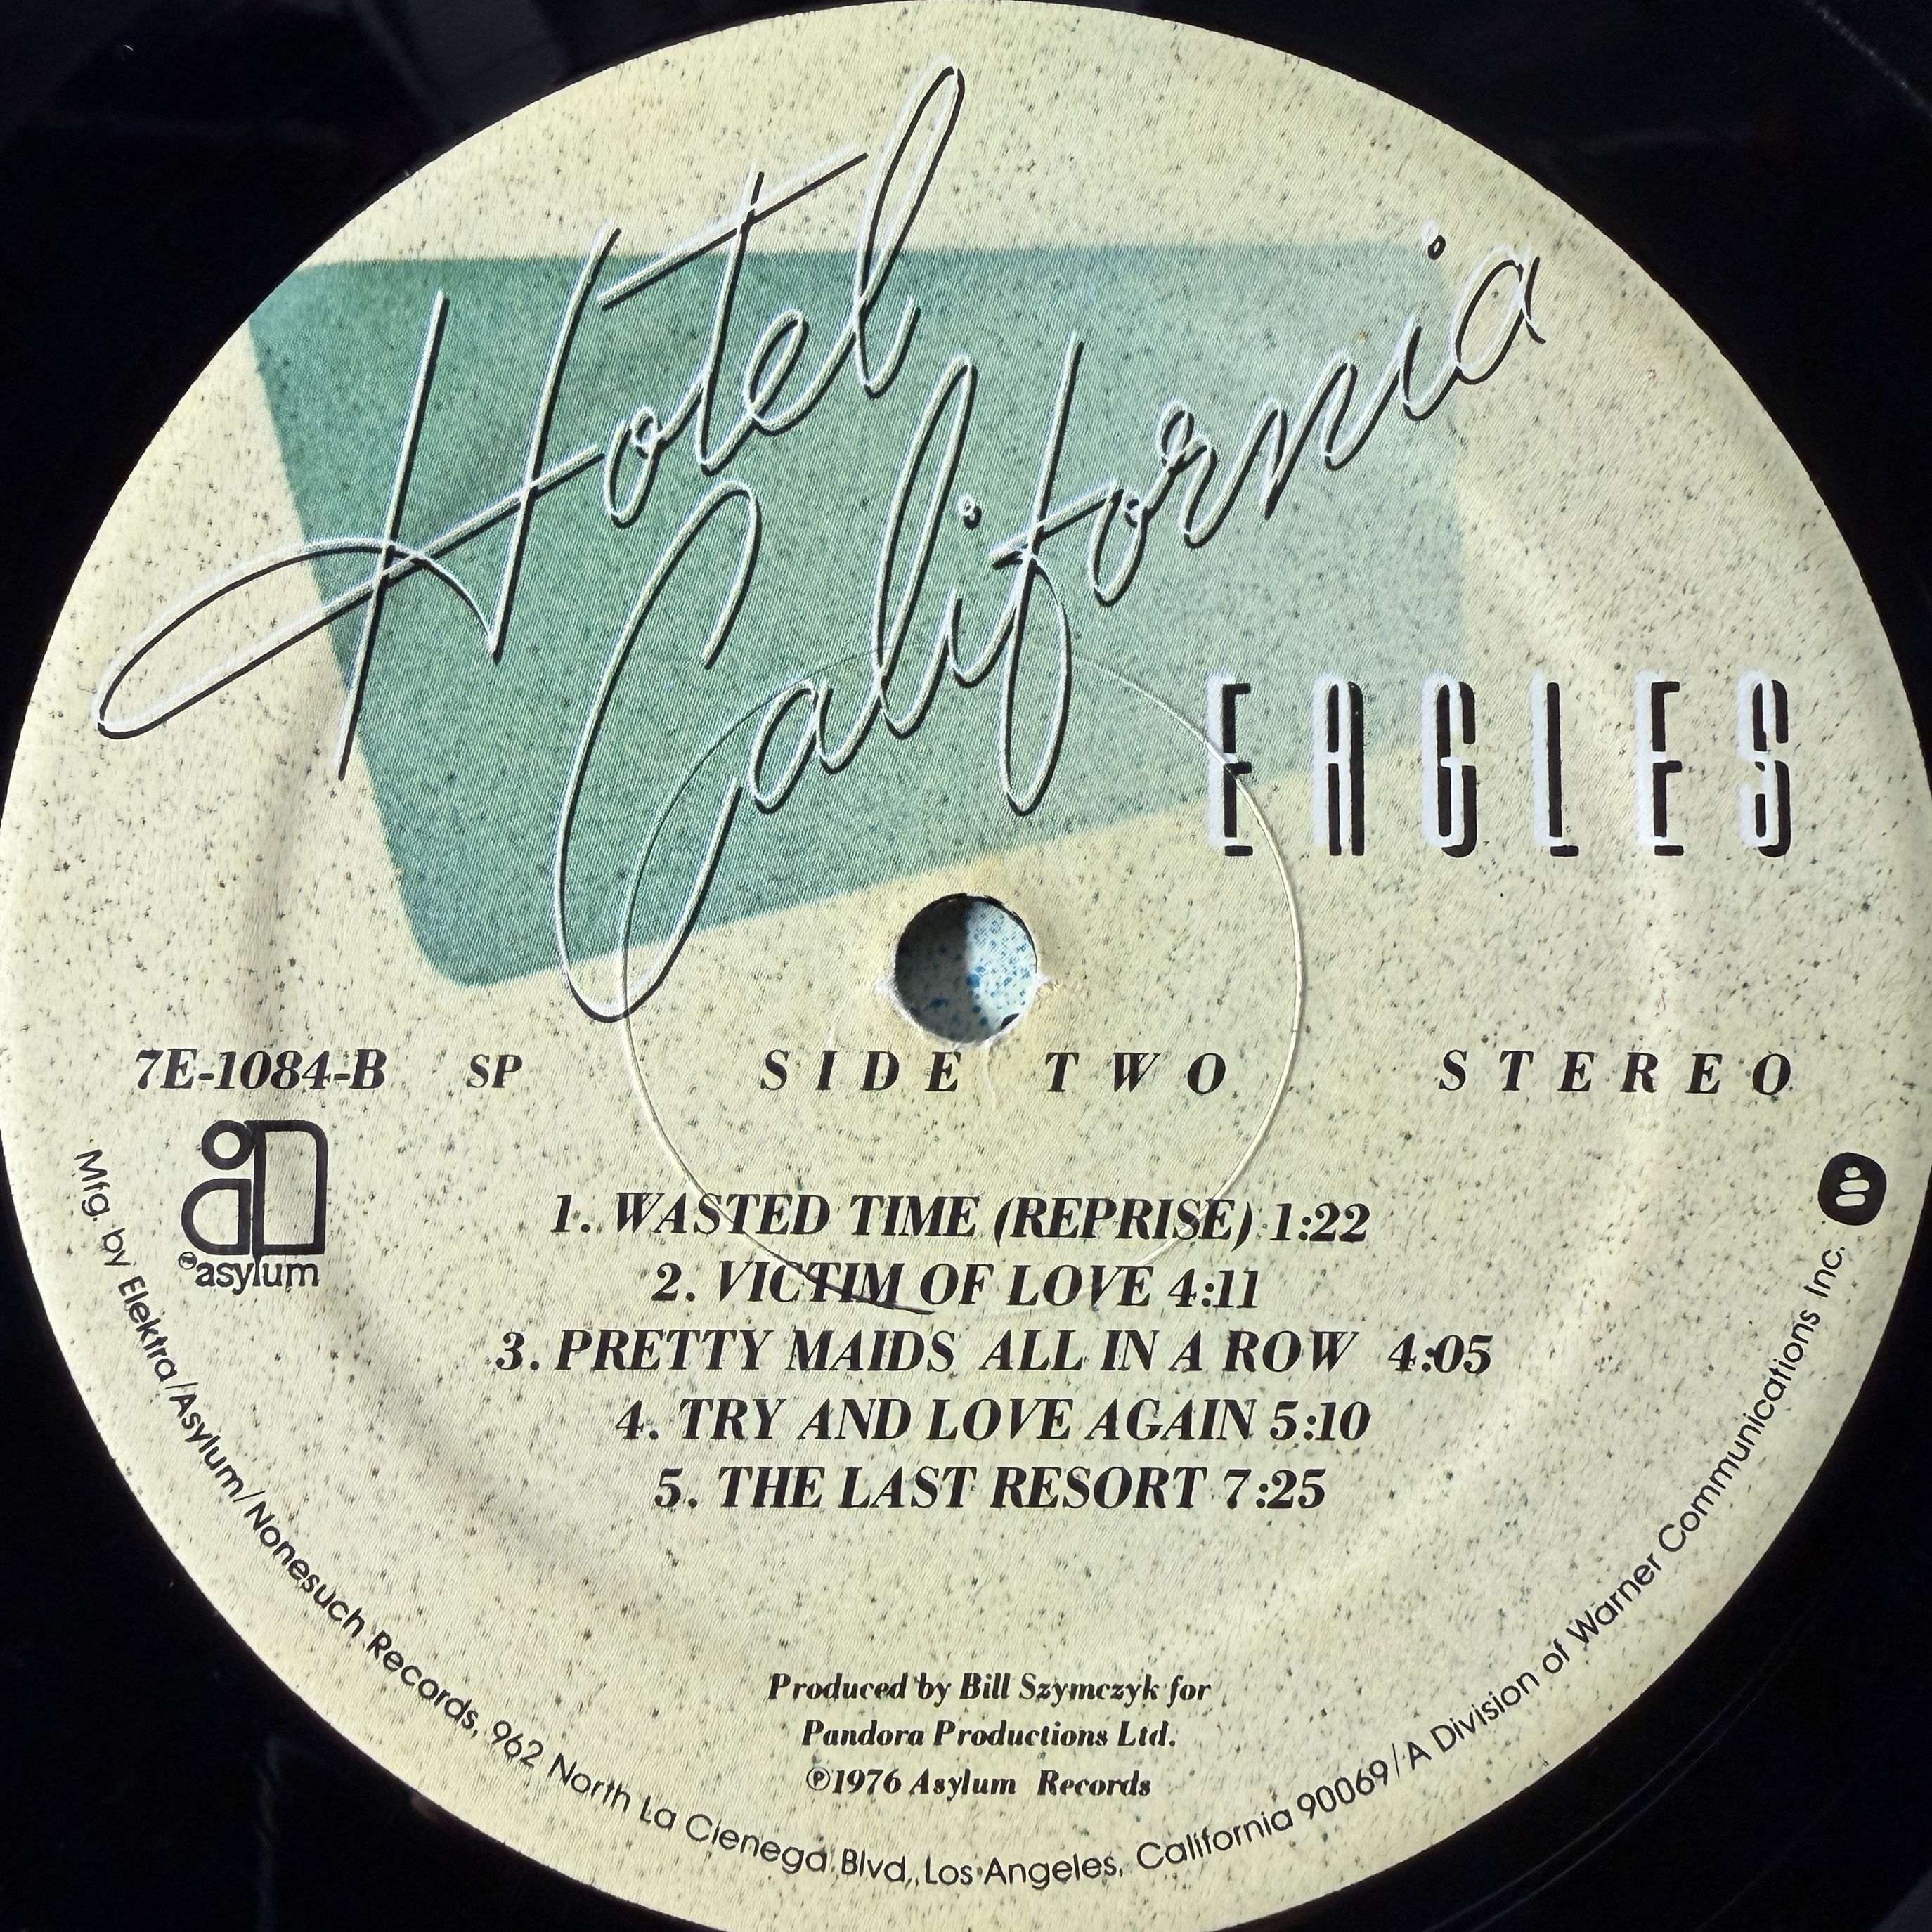 Hotel
California
EAGLES
7E-1084-B SP SIDE TWO STEREO
asylum
1. WASTED TIME (REPRISE) 1:22
2. VICTIM OF LOVE 4:11
3. PRETTY MAIDS ALL IN A ROW 4:05
4. TRY AND LOVE AGAIN 5:10
5. THE LAST RESORT 7:25
Produced by Bill Szymczyk for
Pandora Productions Ltd.
℗1976 Asylum Records
Mfg. by Elektra/Asylum/Nonesuch Records, 962 North La Cienega Blvd., Los Angeles, California 90069/A Division of Warner Communications Inc.